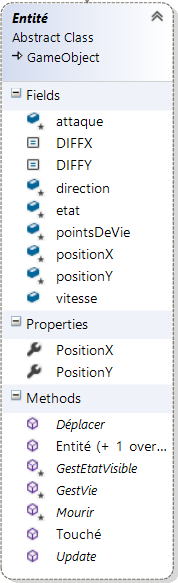 Entité
Abstract Class
GameObject
Fields
attaque
DIFFX
DIFFY
direction
etat
pointsDeVie
positionX
positionY
vitesse
Properties
PositionX
PositionY
Methods
Déplacer
Entité (+ 1 over...
GestEtatVisible
GestVie
Mourir
Touché
Update